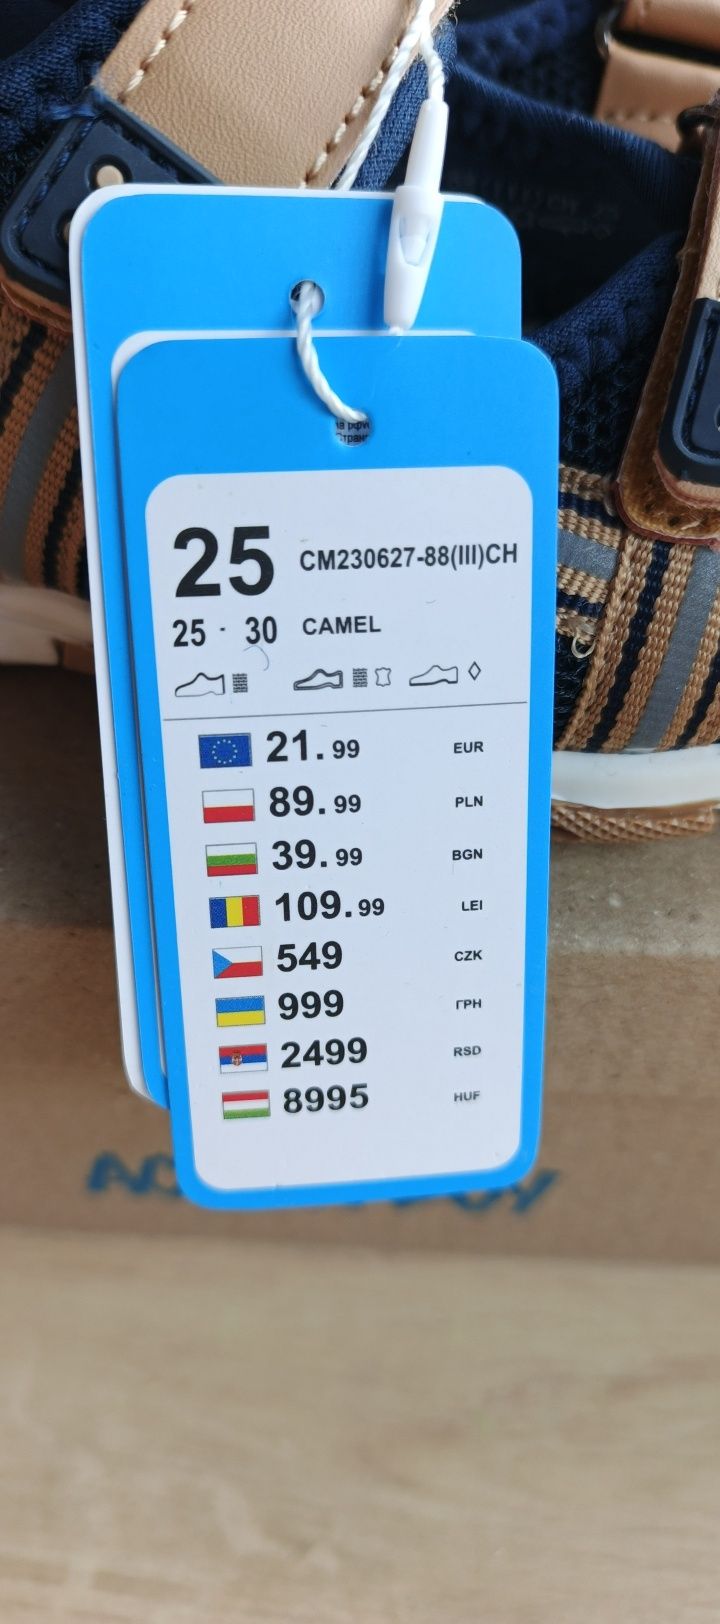 25 CM230627-88(III)CH
25 - 30 CAMEL
21.99 EUR
89.99 PLN
39.99 BGN
109.99 LEI
549 CZK
999 ГРН
2499 RSD
8995 HUF